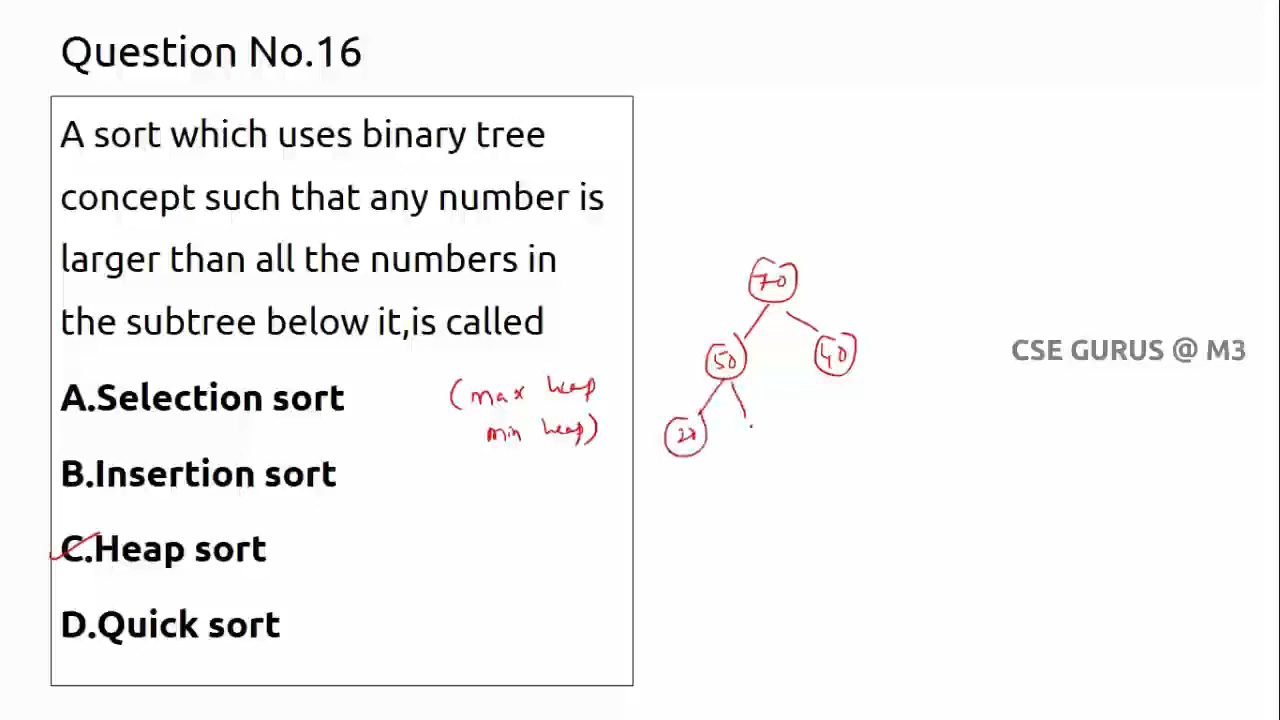 Question No.16
A sort which uses binary tree
concept such that any number is
larger than all the numbers in
the subtree below it,is called
A.Selection sort
(max heap
min heap)
B.Insertion sort
C.Heap sort
D.Quick sort
70
50
40
CSE GURUS @ M3